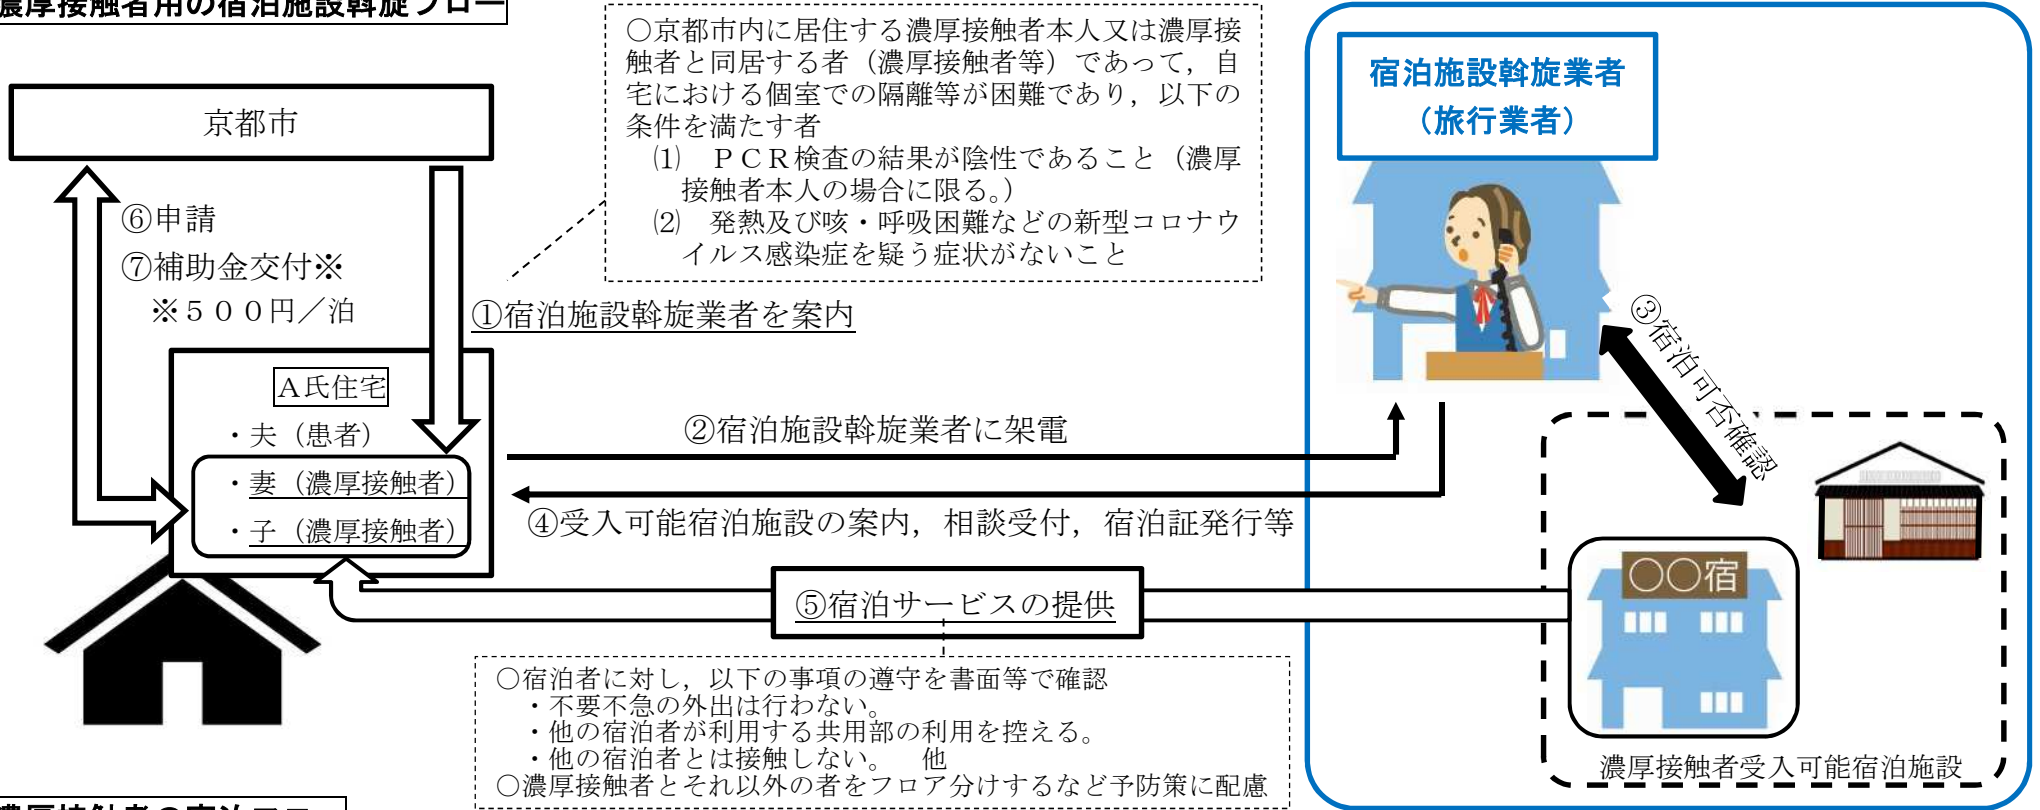 濃厚接触者用の宿泊施設斡旋フロー
京都市
⑥申請
⑦補助金交付※
※５００円／泊
○京都市内に居住する濃厚接触者本人又は濃厚接
触者と同居する者（濃厚接触者等）であって，自
宅における個室での隔離等が困難であり，以下の
条件を満たす者
⑴　ＰＣＲ検査の結果が陰性であること（濃厚
接触者本人の場合に限る。）
⑵　発熱及び咳・呼吸困難などの新型コロナウ
イルス感染症を疑う症状がないこと
①宿泊施設斡旋業者を案内
宿泊施設斡旋業者
（旅行業者）
③宿泊可否確認
Ａ氏住宅
・夫（患者）
・妻（濃厚接触者）
・子（濃厚接触者）
②宿泊施設斡旋業者に架電
④受入可能宿泊施設の案内，相談受付，宿泊証発行等
⑤宿泊サービスの提供
○○宿
濃厚接触者受入可能宿泊施設
○宿泊者に対し，以下の事項の遵守を書面等で確認
・不要不急の外出は行わない。
・他の宿泊者が利用する共用部の利用を控える。
・他の宿泊者とは接触しない。　他
○濃厚接触者とそれ以外の者をフロア分けするなど予防策に配慮